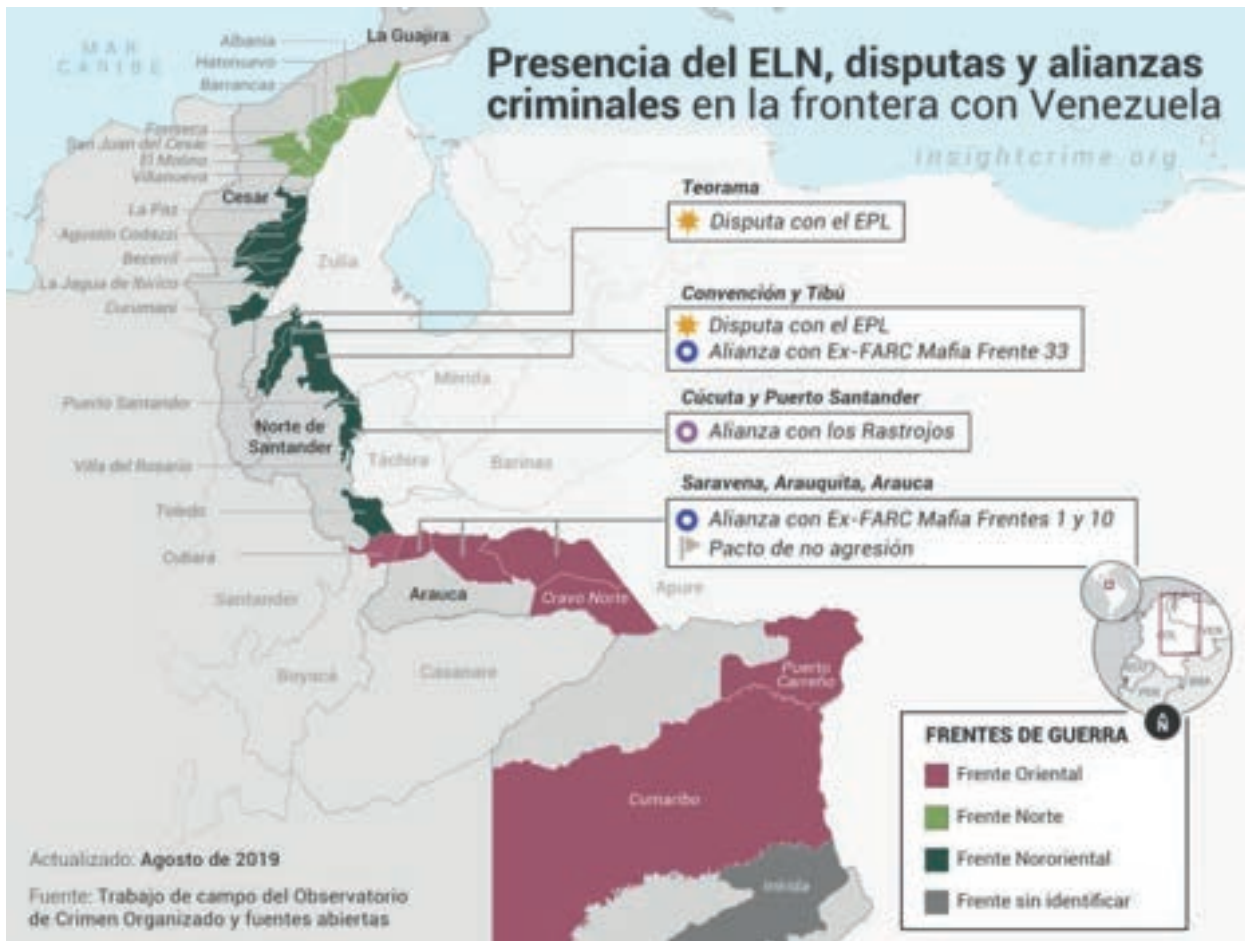 Presencia del ELN, disputas y alianzas
criminales en la frontera con Venezuela
insightcrime.org
MAR
CARIBE
La Guajira
Albania
Hatonuevo
Barrancas
Fonseca
San Juan del Cesar
El Molino
Villanueva
Cesar
La Paz
Agustín Codazzi
Becerril
La Jagua de Ibirico
Curumaní
Zulia
Teorama
Disputa con el EPL
Convención y Tibú
Disputa con el EPL
Alianza con Ex-FARC Mafia Frente 33
Mérida
Puerto Santander
Cúcuta y Puerto Santander
Alianza con los Rastrojos
Norte de
Santander
Villa del Rosario
Táchira
Barinas
Toledo
Saravena, Arauquita, Arauca
Alianza con Ex-FARC Mafia Frentes 1 y 10
Pacto de no agresión
Cubará
Santander
Arauca
Cravo Norte
Apure
Boyacá
Casanare
Puerto
Carreño
Cumaribo
Inírida
COL
VEN
BRA
PER
N
FRENTES DE GUERRA
Frente Oriental
Frente Norte
Frente Nororiental
Frente sin identificar
Actualizado: Agosto de 2019
Fuente: Trabajo de campo del Observatorio
de Crimen Organizado y fuentes abiertas